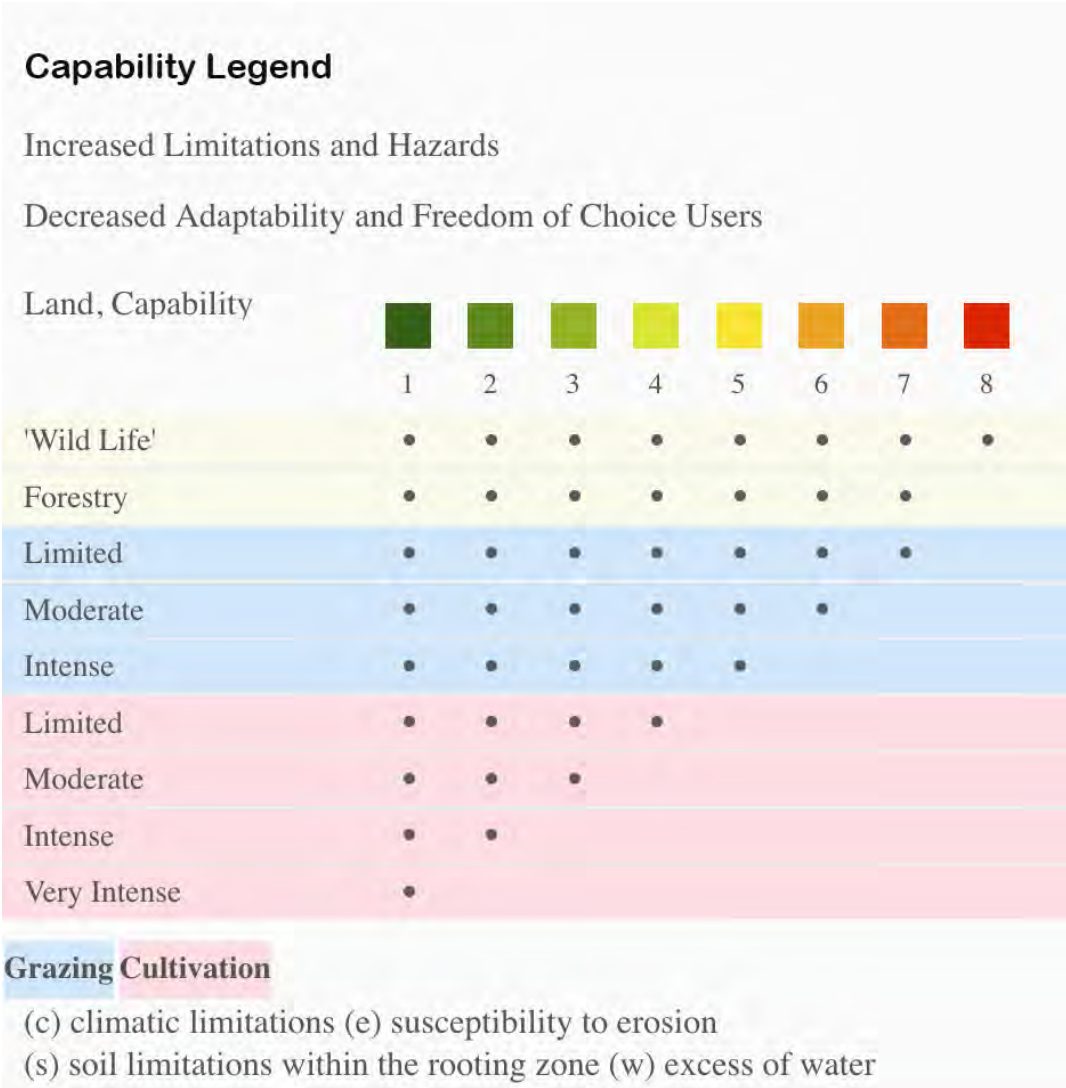 Capability Legend
Increased Limitations and Hazards
Decreased Adaptability and Freedom of Choice Users
Land, Capability
1 2 3 4 5 6 7 8
'Wild Life'
Forestry
Limited
Moderate
Intense
Limited
Moderate
Intense
Very Intense
Grazing Cultivation
(c) climatic limitations (e) susceptibility to erosion
(s) soil limitations within the rooting zone (w) excess of water